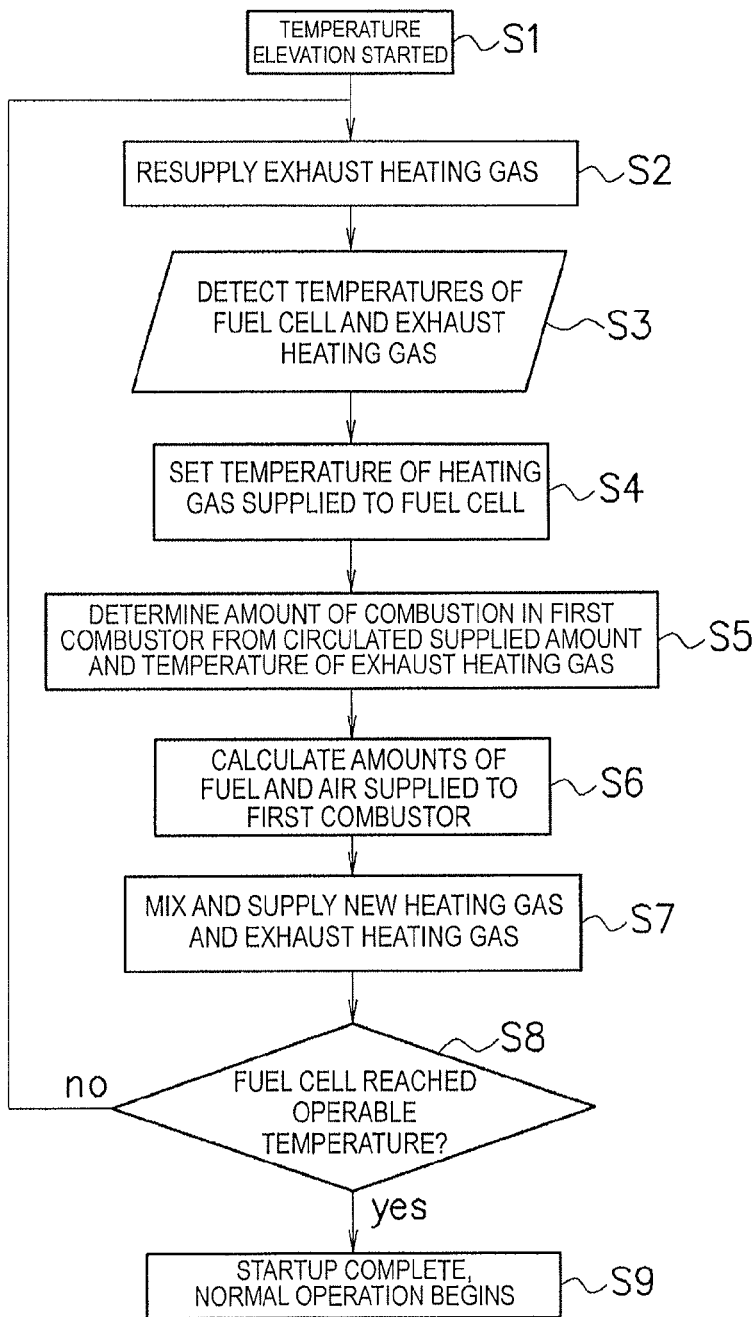 TEMPERATURE
ELEVATION STARTED
S1
RESUPPLY EXHAUST HEATING GAS
S2
DETECT TEMPERATURES OF
FUEL CELL AND EXHAUST
HEATING GAS
S3
SET TEMPERATURE OF HEATING
GAS SUPPLIED TO FUEL CELL
S4
DETERMINE AMOUNT OF COMBUSTION IN FIRST
COMBUSTOR FROM CIRCULATED SUPPLIED AMOUNT
AND TEMPERATURE OF EXHAUST HEATING GAS
S5
CALCULATE AMOUNTS OF
FUEL AND AIR SUPPLIED TO
FIRST COMBUSTOR
S6
MIX AND SUPPLY NEW HEATING GAS
AND EXHAUST HEATING GAS
S7
S8
no
FUEL CELL REACHED
OPERABLE
TEMPERATURE?
yes
STARTUP COMPLETE,
NORMAL OPERATION BEGINS
S9